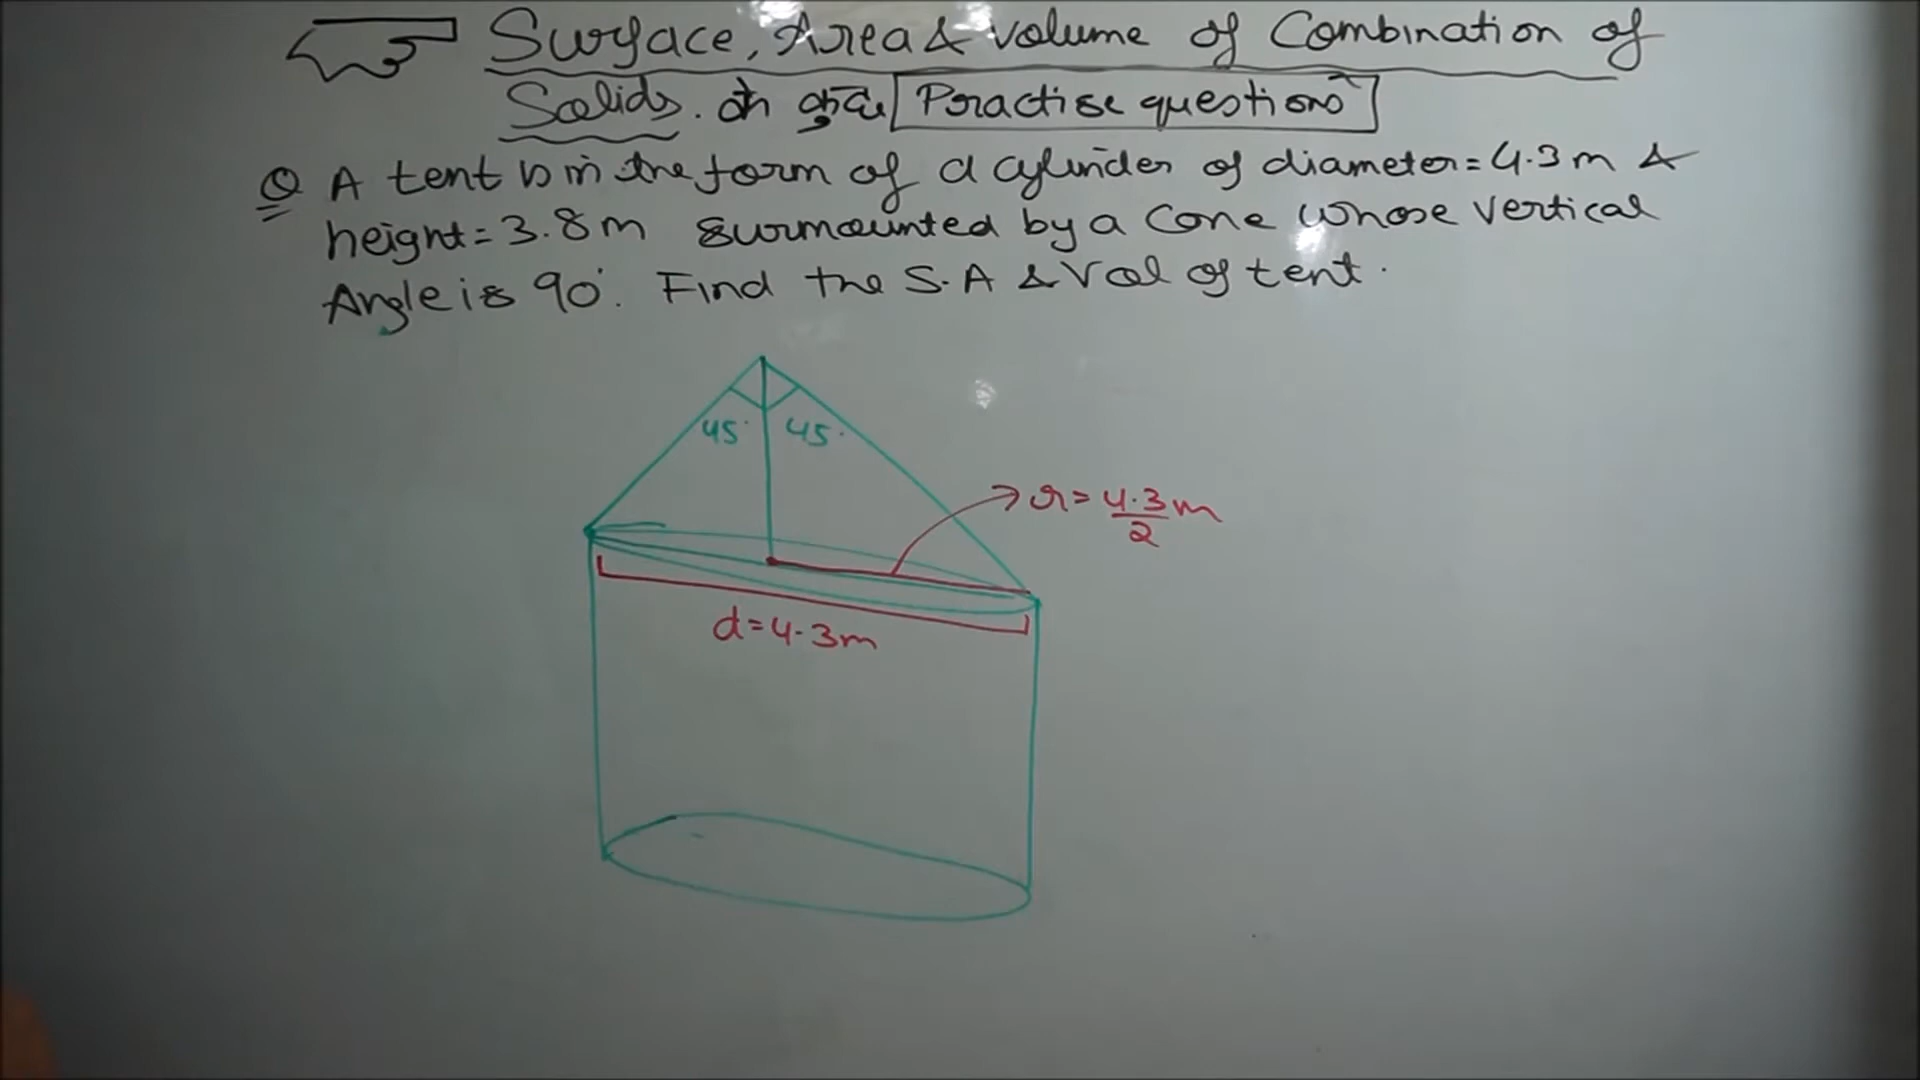 Surface, Area & Volume of Combination of
Solids. के कुछ Practise questions
Q A tent is in the form of a cylinder of diameter = 4.3 m &
height = 3.8 m surmounted by a Cone whose vertical
Angle is 90°. Find the S.A & Vol of tent.
45° 45°
r = 4.3 m
2
d = 4.3 m